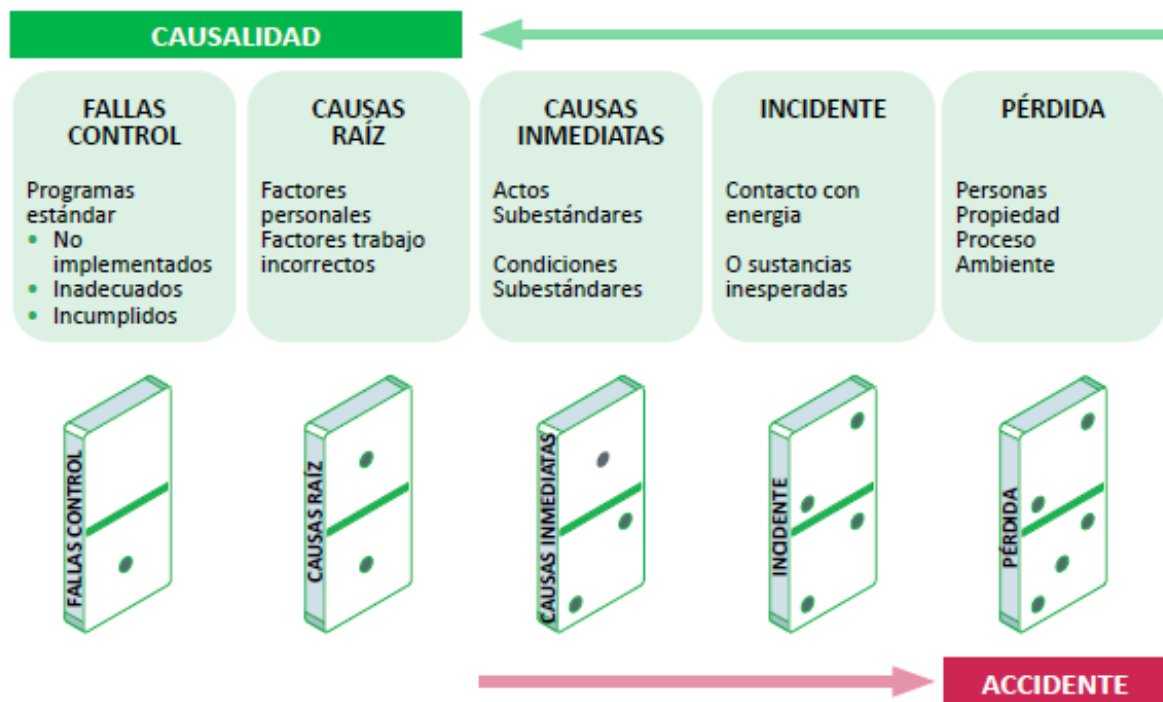 CAUSALIDAD
FALLAS
CONTROL
Programas
estándar
• No
implementados
• Inadecuados
• Incumplidos
CAUSAS
RAÍZ
Factores
personales
Factores trabajo
incorrectos
CAUSAS
INMEDIATAS
Actos
Subestándares
Condiciones
Subestándares
INCIDENTE
Contacto con
energia
O sustancias
inesperadas
PÉRDIDA
Personas
Propiedad
Proceso
Ambiente
FALLAS CONTROL
CAUSAS RAÍZ
CAUSAS INMEDIATAS
INCIDENTE
PÉRDIDA
ACCIDENTE